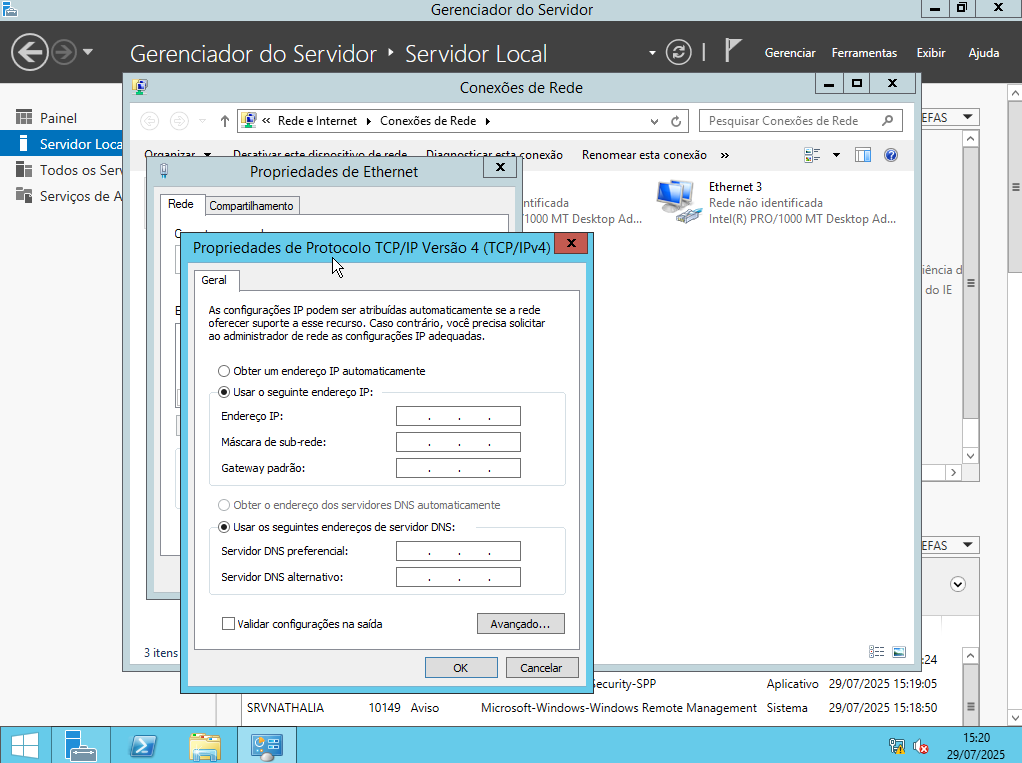 Gerenciador do Servidor
Gerenciador do Servidor ‣ Servidor Local
Gerenciar Ferramentas Exibir Ajuda
Painel
Servidor Loca
Todos os Ser
Serviços de A
Conexões de Rede
« Rede e Internet Conexões de Rede
Pesquisar Conexões de Rede
Organizar Desativar este dispositivo de rede Diagnosticar esta conexão Renomear esta conexão »
EFAS
Propriedades de Ethernet
Rede Compartilhamento
ntificada
/1000 MT Desktop Ad...
Ethernet 3
Rede não identificada
Intel(R) PRO/1000 MT Desktop Ad...
iência d
do IE
Propriedades de Protocolo TCP/IP Versão 4 (TCP/IPv4)
Geral
As configurações IP podem ser atribuídas automaticamente se a rede
oferecer suporte a esse recurso. Caso contrário, você precisa solicitar
ao administrador de rede as configurações IP adequadas.
Obter um endereço IP automaticamente
Usar o seguinte endereço IP:
Endereço IP: . . .
Máscara de sub-rede: . . .
Gateway padrão: . . .
Obter o endereço dos servidores DNS automaticamente
Usar os seguintes endereços de servidor DNS:
Servidor DNS preferencial: . . .
Servidor DNS alternativo: . . .
Validar configurações na saída
Avançado...
OK Cancelar
EFAS
3 itens
:24
Security-SPP Aplicativo 29/07/2025 15:19:05
SRVNATHALIA 10149 Aviso Microsoft-Windows-Windows Remote Management Sistema 29/07/2025 15:18:50
15:20
29/07/2025